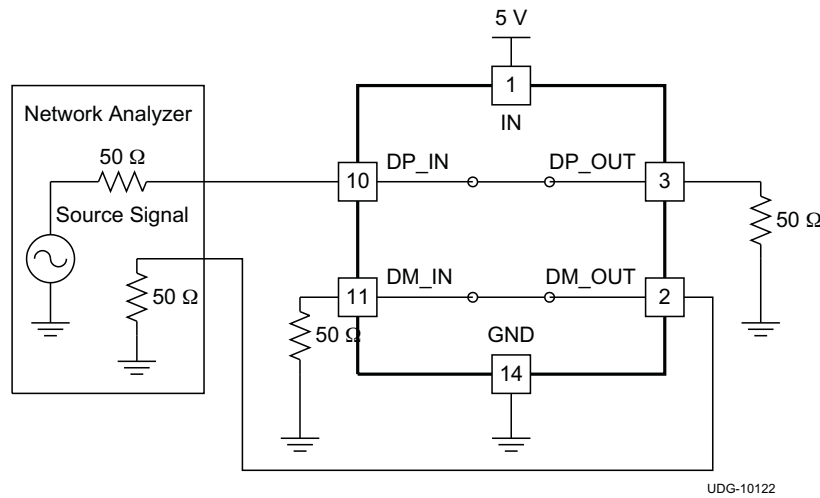 5 V
1
IN
Network Analyzer
50 Ω
Source Signal
50 Ω
10
DP_IN
DP_OUT
3
50 Ω
11
DM_IN
DM_OUT
2
50 Ω
GND
14
UDG-10122